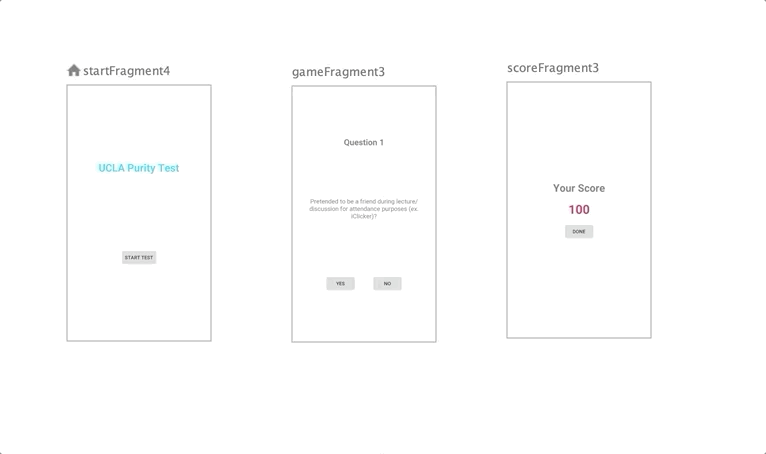 startFragment4
UCLA Purity Test
START TEST
gameFragment3
Question 1
Pretended to be a friend during lecture/
discussion for attendance purposes (ex.
iClicker)?
YES
NO
scoreFragment3
Your Score
100
DONE